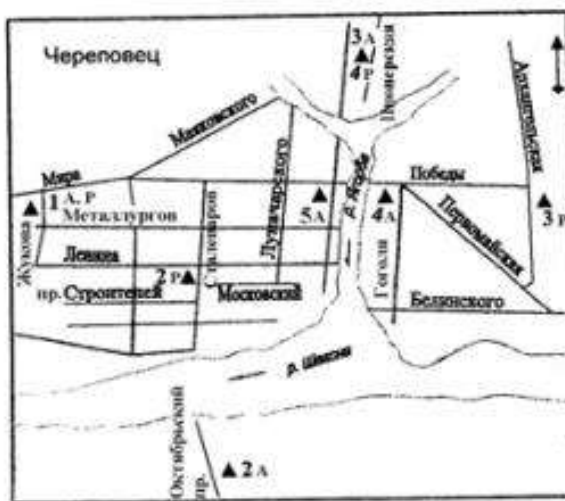 Череповец
3 А
4 Р
Пионерская
Архангельская
Маяковского
Мира
Победы
1 А, Р
Металлургов
Луначарского
5 А
р. Ягорба
4 А
3 Р
Первомайская
Жукова
Ленина
Сталеваров
2 Р
Гоголя
пр. Строителей
Московский
Белинского
р. Шексна
Октябрьский
пр.
2 А